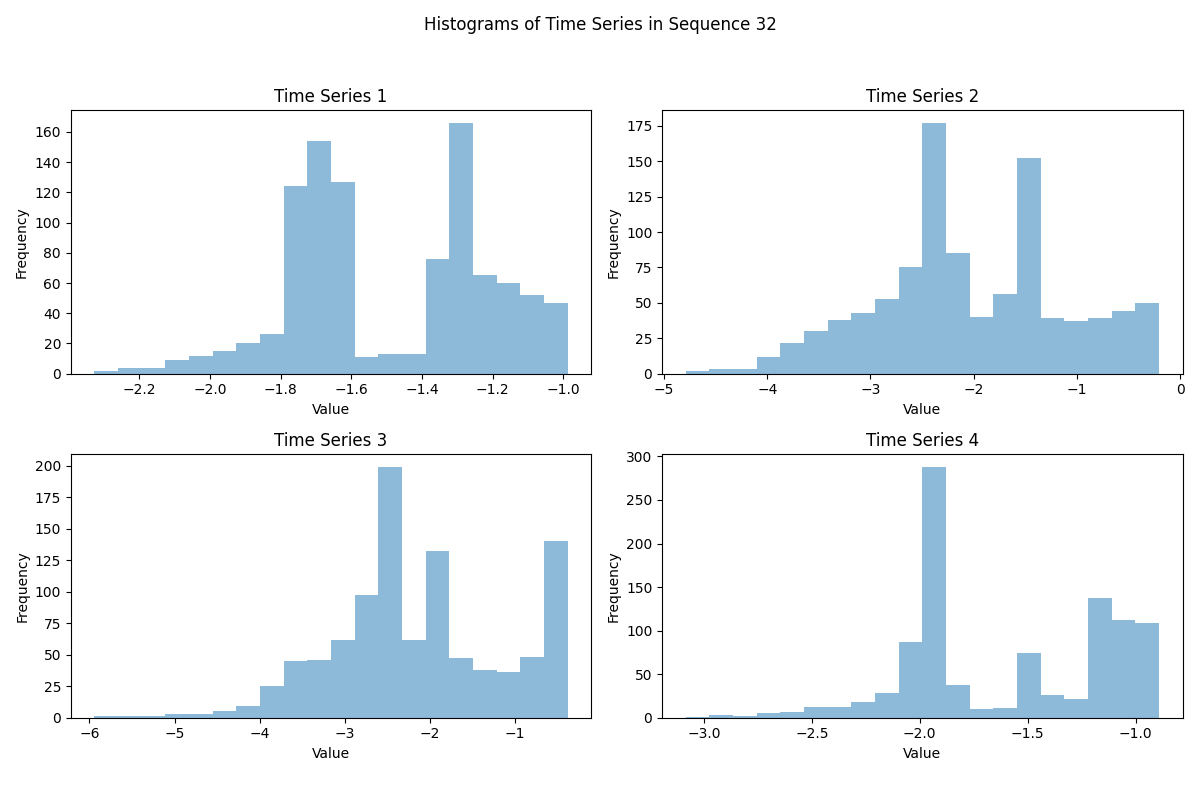 Histograms of Time Series in Sequence 32
Time Series 1
Frequency
160
140
120
100
80
60
40
20
0
−2.2 −2.0 −1.8 −1.6 −1.4 −1.2 −1.0
Value
Time Series 2
Frequency
175
150
125
100
75
50
25
0
−5 −4 −3 −2 −1 0
Value
Time Series 3
Frequency
200
175
150
125
100
75
50
25
0
−6 −5 −4 −3 −2 −1
Value
Time Series 4
Frequency
300
250
200
150
100
50
0
−3.0 −2.5 −2.0 −1.5 −1.0
Value